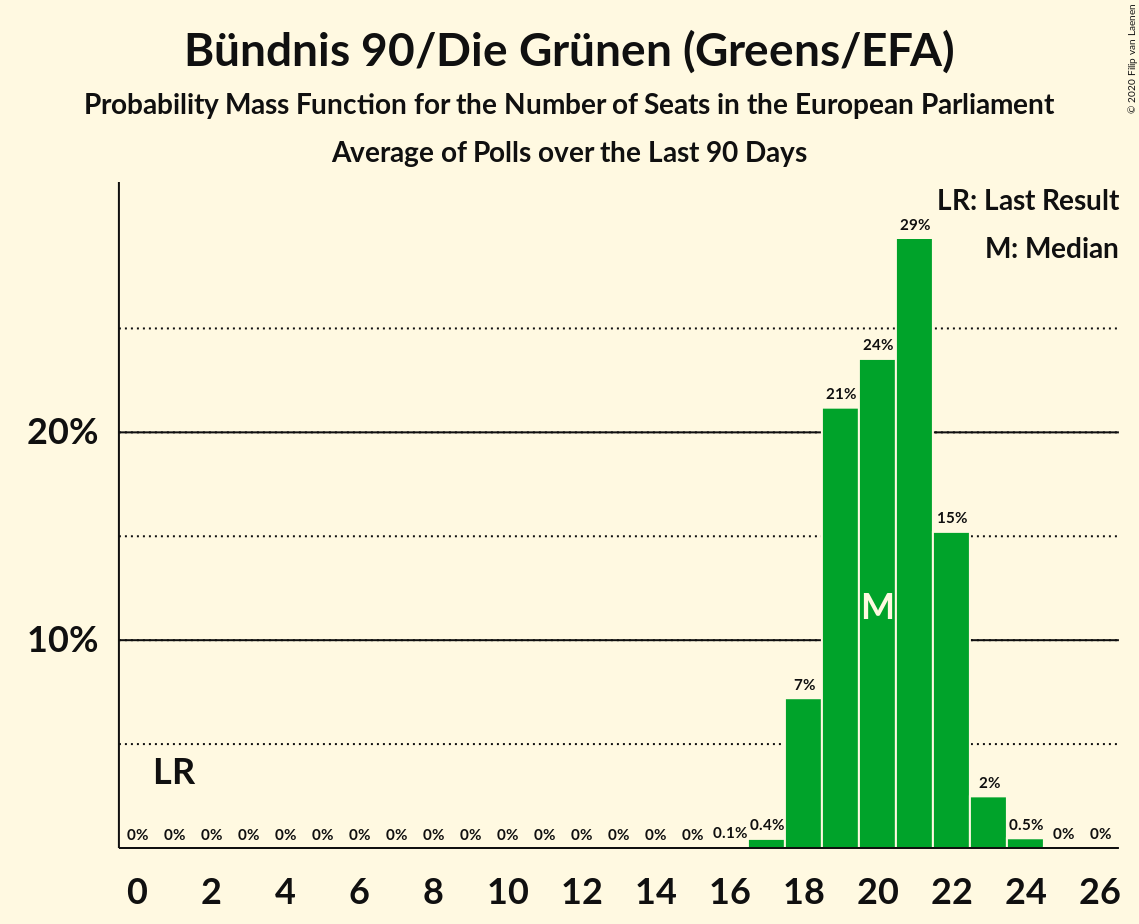 Bündnis 90/Die Grünen (Greens/EFA)
Probability Mass Function for the Number of Seats in the European Parliament
Average of Polls over the Last 90 Days
© 2020 Filip van Laenen
LR: Last Result
M: Median
29%
24%
21%
20%
15%
M
10%
7%
LR
2%
0% 0% 0% 0% 0% 0% 0% 0% 0% 0% 0% 0% 0% 0% 0% 0% 0.1% 0.4% 0.5% 0% 0%
0 2 4 6 8 10 12 14 16 18 20 22 24 26